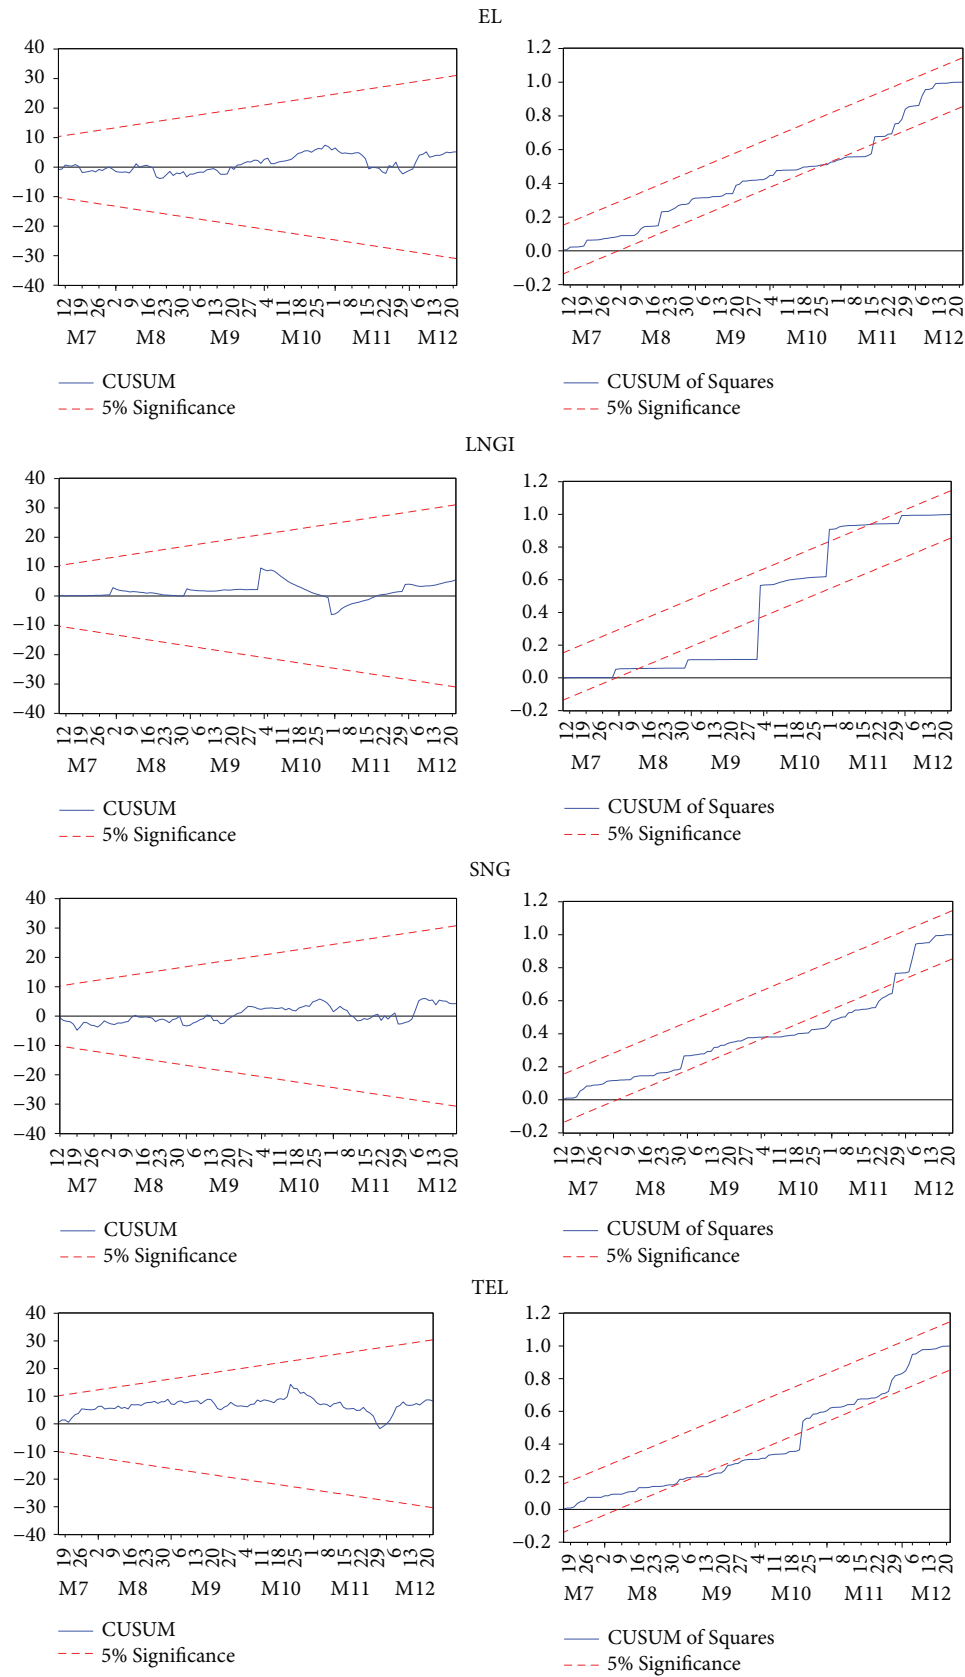 EL
40
30
20
10
0
−10
−20
−30
−40
12 19 26 2 9 16 23 30 6 13 20 27 4 11 18 25 1 8 15 22 29 6 13 20
M7 M8 M9 M10 M11 M12
CUSUM
5% Significance
1.2
1.0
0.8
0.6
0.4
0.2
0.0
−0.2
12 19 26 2 9 16 23 30 6 13 20 27 4 11 18 25 1 8 15 22 29 6 13 20
M7 M8 M9 M10 M11 M12
CUSUM of Squares
5% Significance
LNGI
40
30
20
10
0
−10
−20
−30
−40
12 19 26 2 9 16 23 30 6 13 20 27 4 11 18 25 1 8 15 22 29 6 13 20
M7 M8 M9 M10 M11 M12
CUSUM
5% Significance
1.2
1.0
0.8
0.6
0.4
0.2
0.0
−0.2
12 19 26 2 9 16 23 30 6 13 20 27 4 11 18 25 1 8 15 22 29 6 13 20
M7 M8 M9 M10 M11 M12
CUSUM of Squares
5% Significance
SNG
40
30
20
10
0
−10
−20
−30
−40
12 19 26 2 9 16 23 30 6 13 20 27 4 11 18 25 1 8 15 22 29 6 13 20
M7 M8 M9 M10 M11 M12
CUSUM
5% Significance
1.2
1.0
0.8
0.6
0.4
0.2
0.0
−0.2
12 19 26 2 9 16 23 30 6 13 20 27 4 11 18 25 1 8 15 22 29 6 13 20
M7 M8 M9 M10 M11 M12
CUSUM of Squares
5% Significance
TEL
40
30
20
10
0
−10
−20
−30
−40
19 26 2 9 16 23 30 6 13 20 27 4 11 18 25 1 8 15 22 29 6 13 20
M7 M8 M9 M10 M11 M12
CUSUM
5% Significance
1.2
1.0
0.8
0.6
0.4
0.2
0.0
−0.2
19 26 2 9 16 23 30 6 13 20 27 4 11 18 25 1 8 15 22 29 6 13 20
M7 M8 M9 M10 M11 M12
CUSUM of Squares
5% Significance